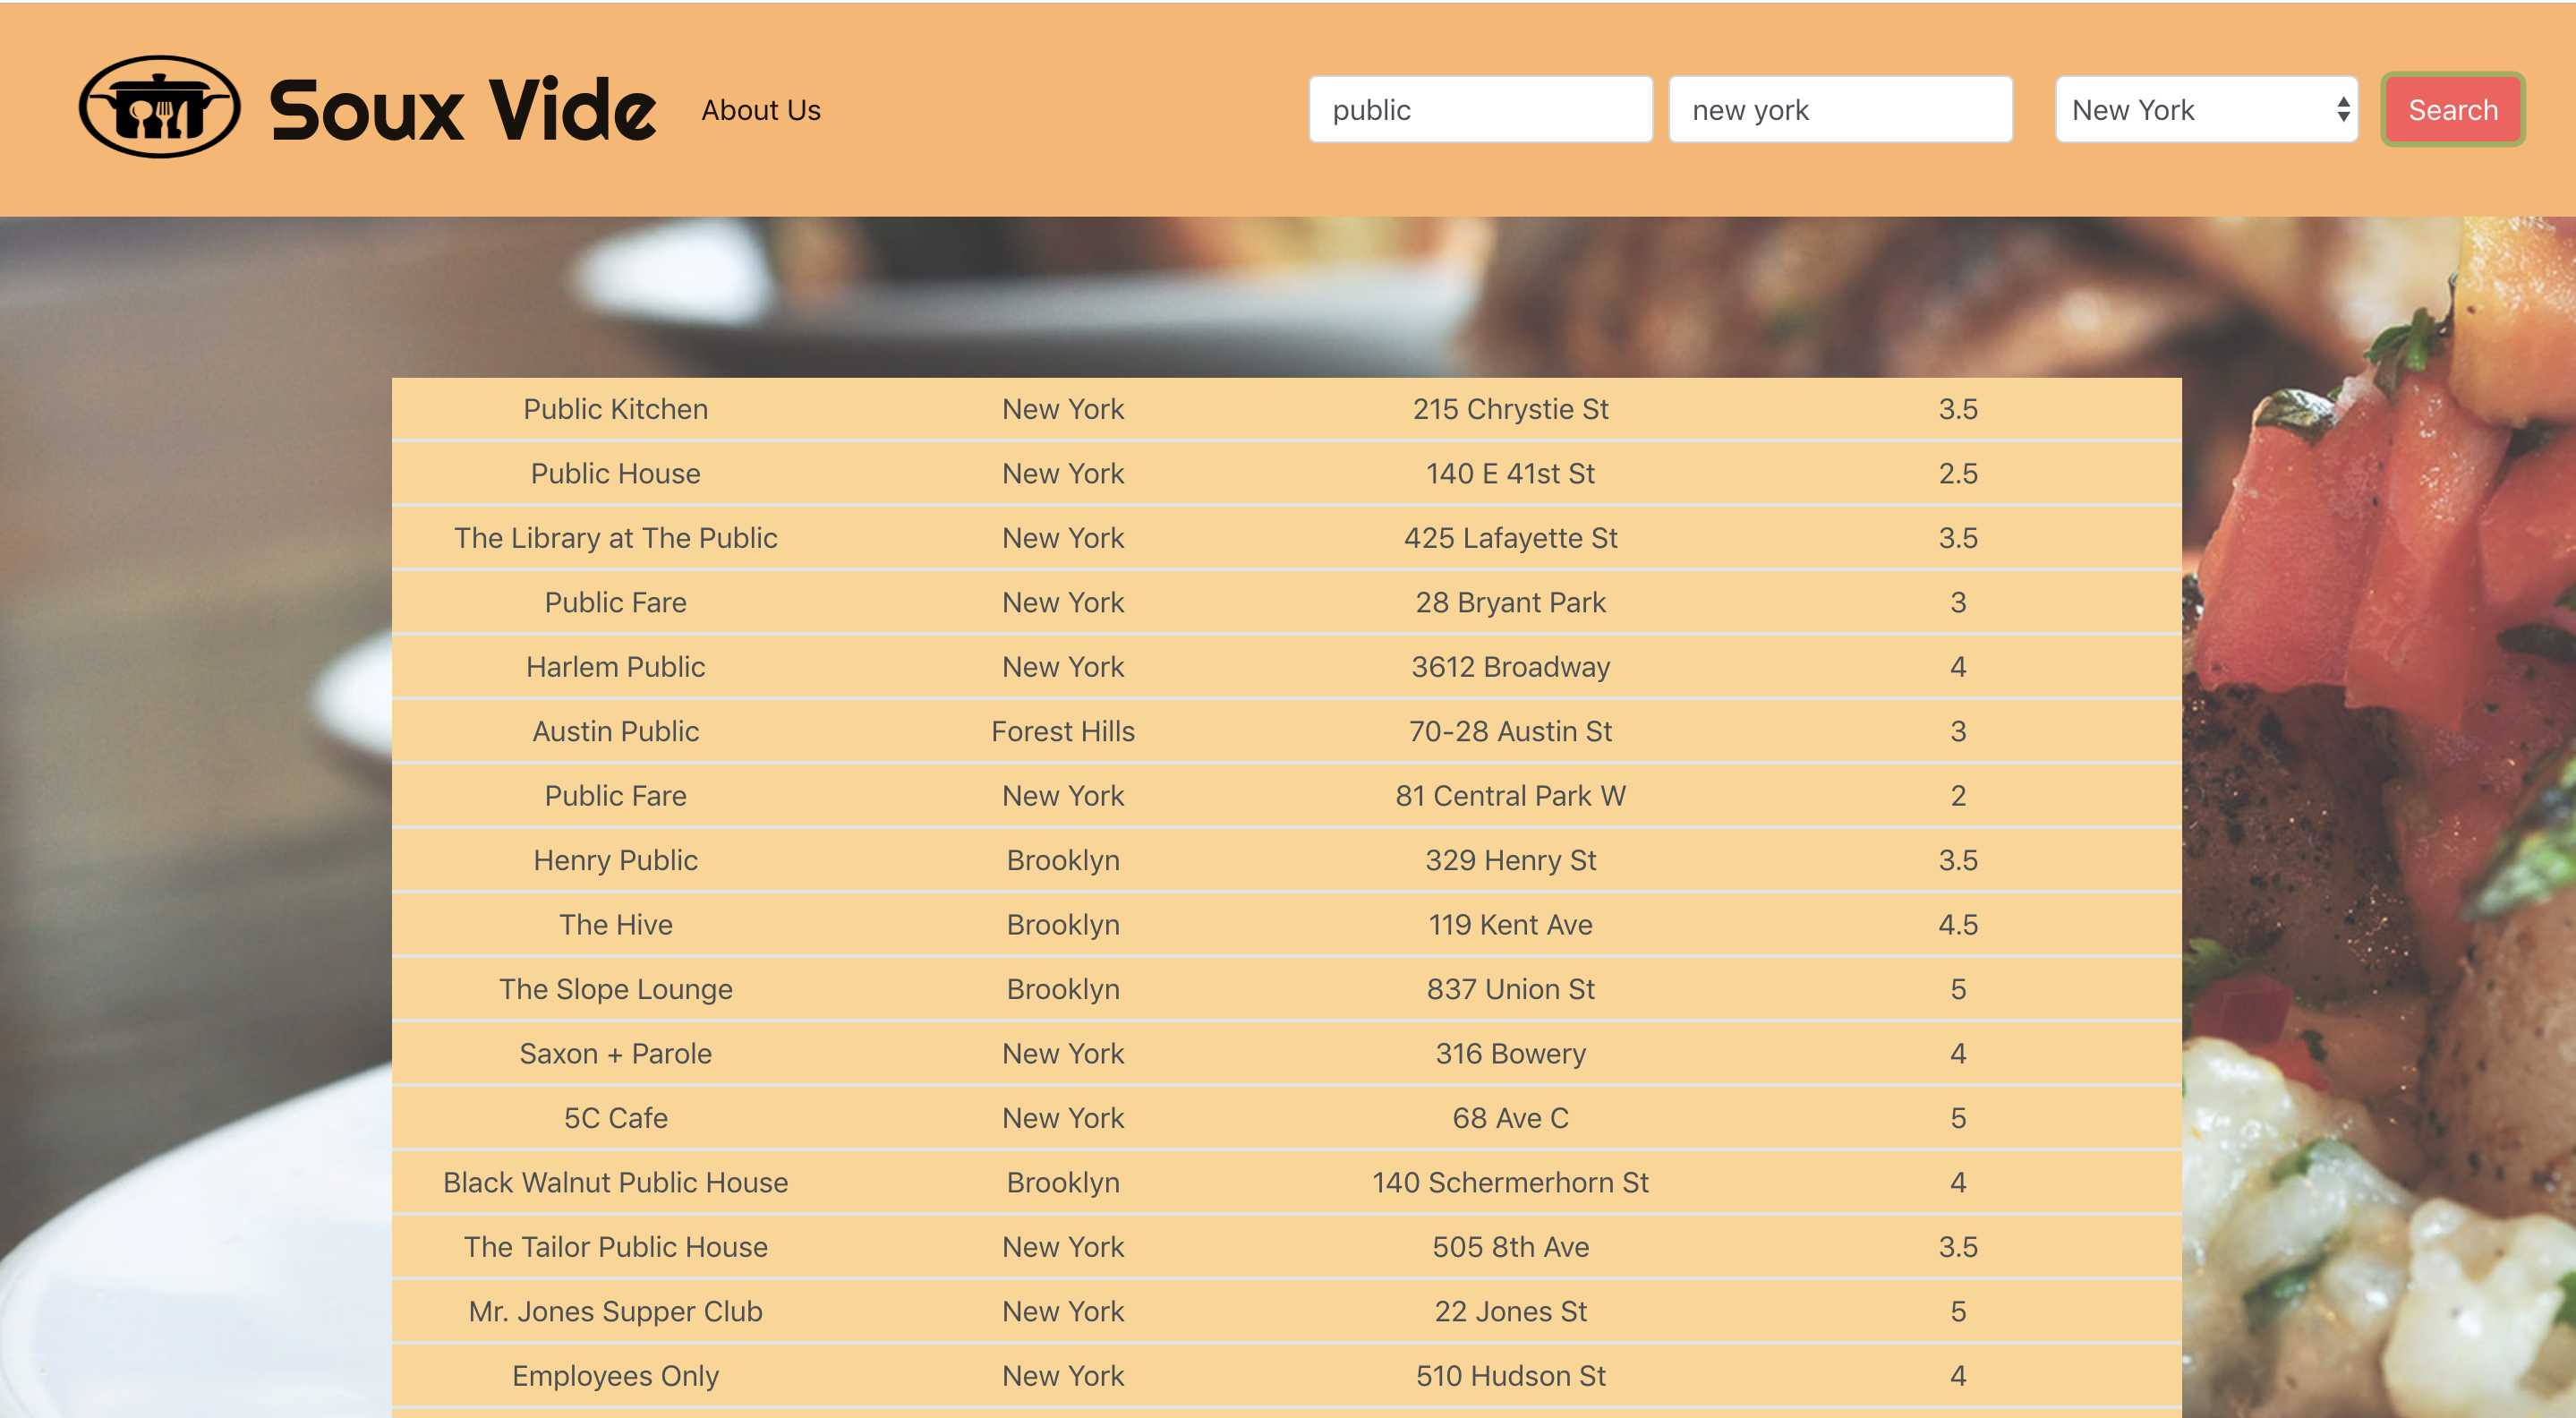 Soux Vide About Us public new york New York Search
Public Kitchen New York 215 Chrystie St 3.5
Public House New York 140 E 41st St 2.5
The Library at The Public New York 425 Lafayette St 3.5
Public Fare New York 28 Bryant Park 3
Harlem Public New York 3612 Broadway 4
Austin Public Forest Hills 70-28 Austin St 3
Public Fare New York 81 Central Park W 2
Henry Public Brooklyn 329 Henry St 3.5
The Hive Brooklyn 119 Kent Ave 4.5
The Slope Lounge Brooklyn 837 Union St 5
Saxon + Parole New York 316 Bowery 4
5C Cafe New York 68 Ave C 5
Black Walnut Public House Brooklyn 140 Schermerhorn St 4
The Tailor Public House New York 505 8th Ave 3.5
Mr. Jones Supper Club New York 22 Jones St 5
Employees Only New York 510 Hudson St 4